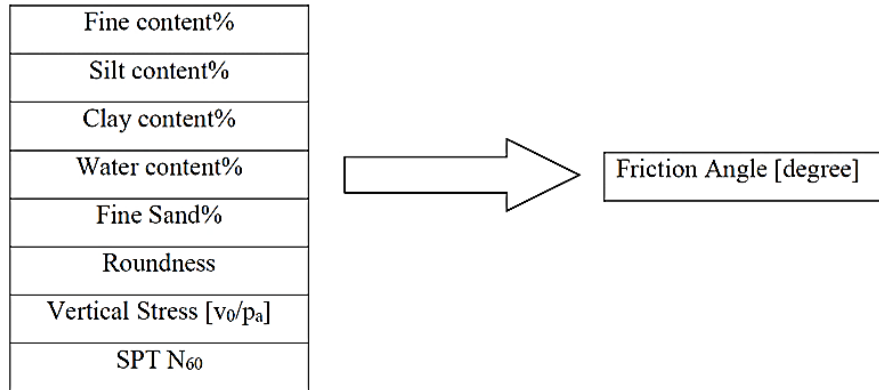 Fine content%
Silt content%
Clay content%
Water content%
Fine Sand%
Roundness
Vertical Stress [v₀/pₐ]
SPT N₆₀
Friction Angle [degree]